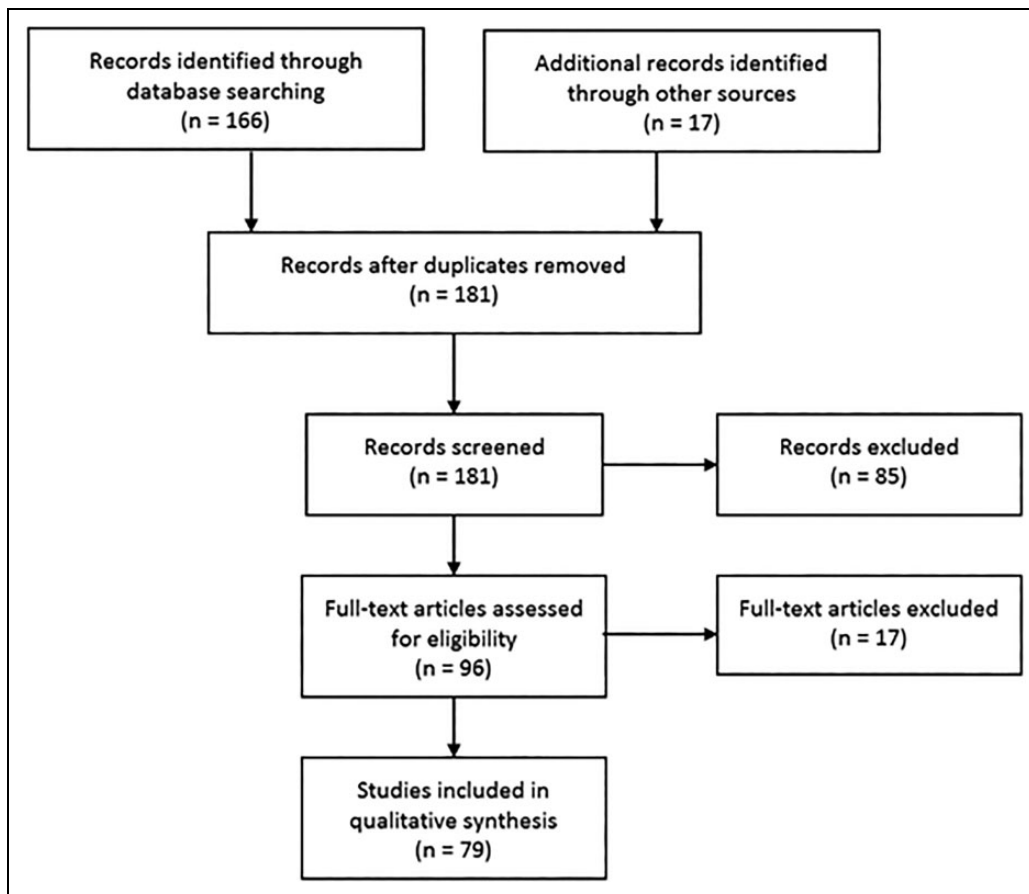 Records identified through
database searching
(n = 166)
Additional records identified
through other sources
(n = 17)
Records after duplicates removed
(n = 181)
Records screened
(n = 181)
Records excluded
(n = 85)
Full-text articles assessed
for eligibility
(n = 96)
Full-text articles excluded
(n = 17)
Studies included in
qualitative synthesis
(n = 79)